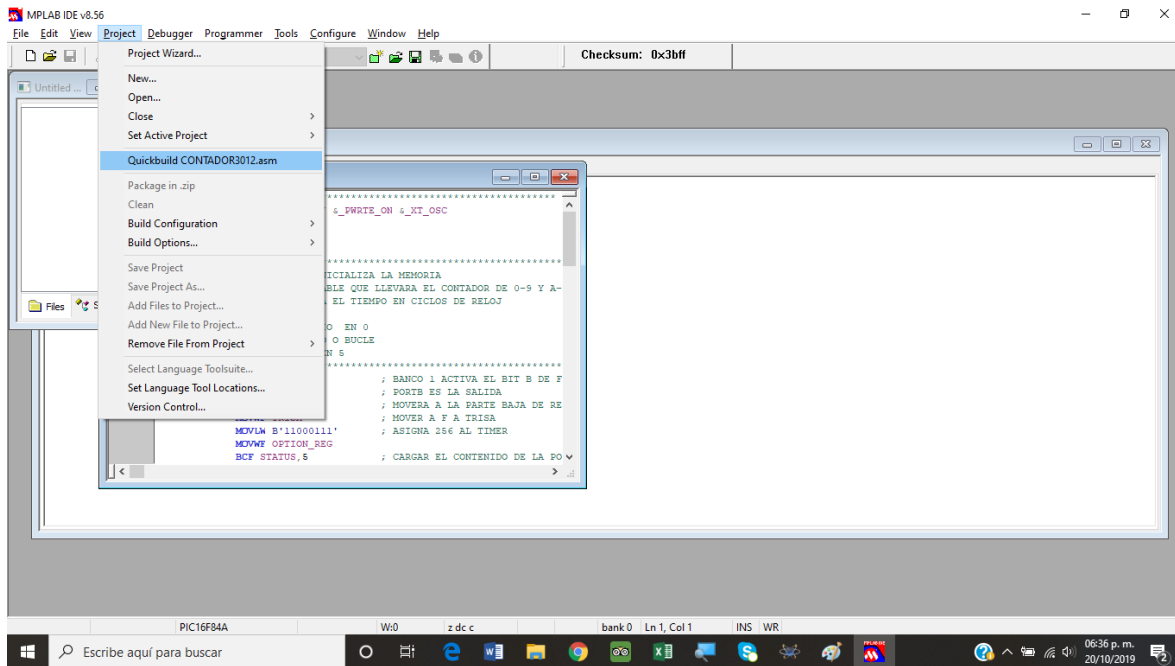 MPLAB IDE v8.56
File Edit View Project Debugger Programmer Tools Configure Window Help
Checksum: 0x3bff
Project Wizard...
New...
Open...
Close
Set Active Project
Quickbuild CONTADOR3012.asm
Package in .zip
Clean
Build Configuration
Build Options...
Save Project
Save Project As...
Add Files to Project...
Add New File to Project...
Remove File From Project
Select Language Toolsuite...
Set Language Tool Locations...
Version Control...
Untitled ...
Files
****************************************
&_PWRTE_ON &_XT_OSC
NICIALIZA LA MEMORIA
ABLE QUE LLEVARA EL CONTADOR DE 0-9 Y A-
EL TIEMPO EN CICLOS DE RELOJ
O EN 0
O BUCLE
EN 5
****************************************
; BANCO 1 ACTIVA EL BIT B DE F
; PORTB ES LA SALIDA
; MOVERA A LA PARTE BAJA DE RE
; MOVER A F A TRISA
MOVLW B'11000111' ; ASIGNA 256 AL TIMER
MOVWF OPTION_REG
BCF STATUS,5 ; CARGAR EL CONTENIDO DE LA PO
PIC16F84A W:0 z dc c bank 0 Ln 1, Col 1 INS WR
Escribe aquí para buscar
06:36 p. m.
20/10/2019